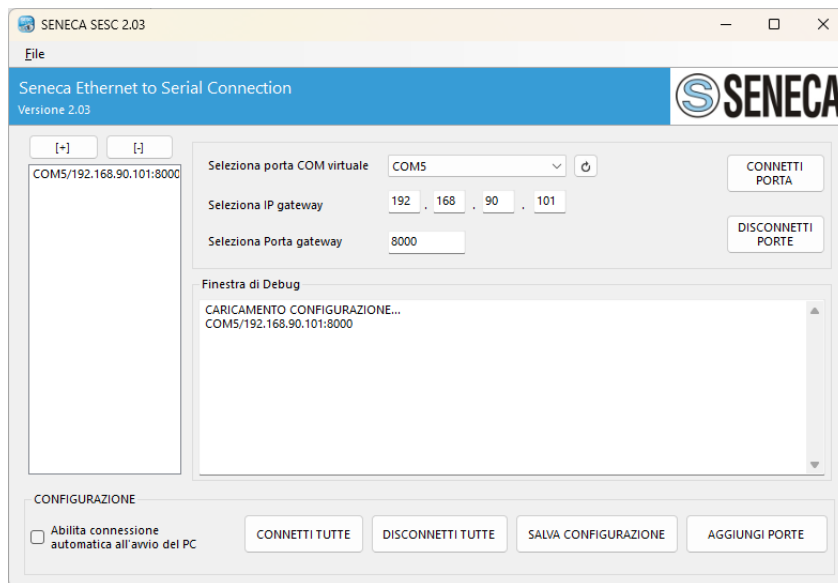 SENECA SESC 2.03
File
Seneca Ethernet to Serial Connection
Versione 2.03
S SENECA
[+] [-]
COM5/192.168.90.101:8000
Seleziona porta COM virtuale COM5
Seleziona IP gateway 192 . 168 . 90 . 101
Seleziona Porta gateway 8000
CONNETTI
PORTA
DISCONNETTI
PORTE
Finestra di Debug
CARICAMENTO CONFIGURAZIONE...
COM5/192.168.90.101:8000
CONFIGURAZIONE
Abilita connessione
automatica all'avvio del PC
CONNETTI TUTTE DISCONNETTI TUTTE SALVA CONFIGURAZIONE AGGIUNGI PORTE